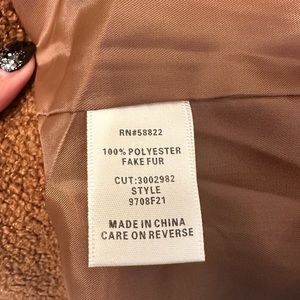 RN#58822
100% POLYESTER
FAKE FUR
CUT:3002982
STYLE
9708F21
MADE IN CHINA
CARE ON REVERSE